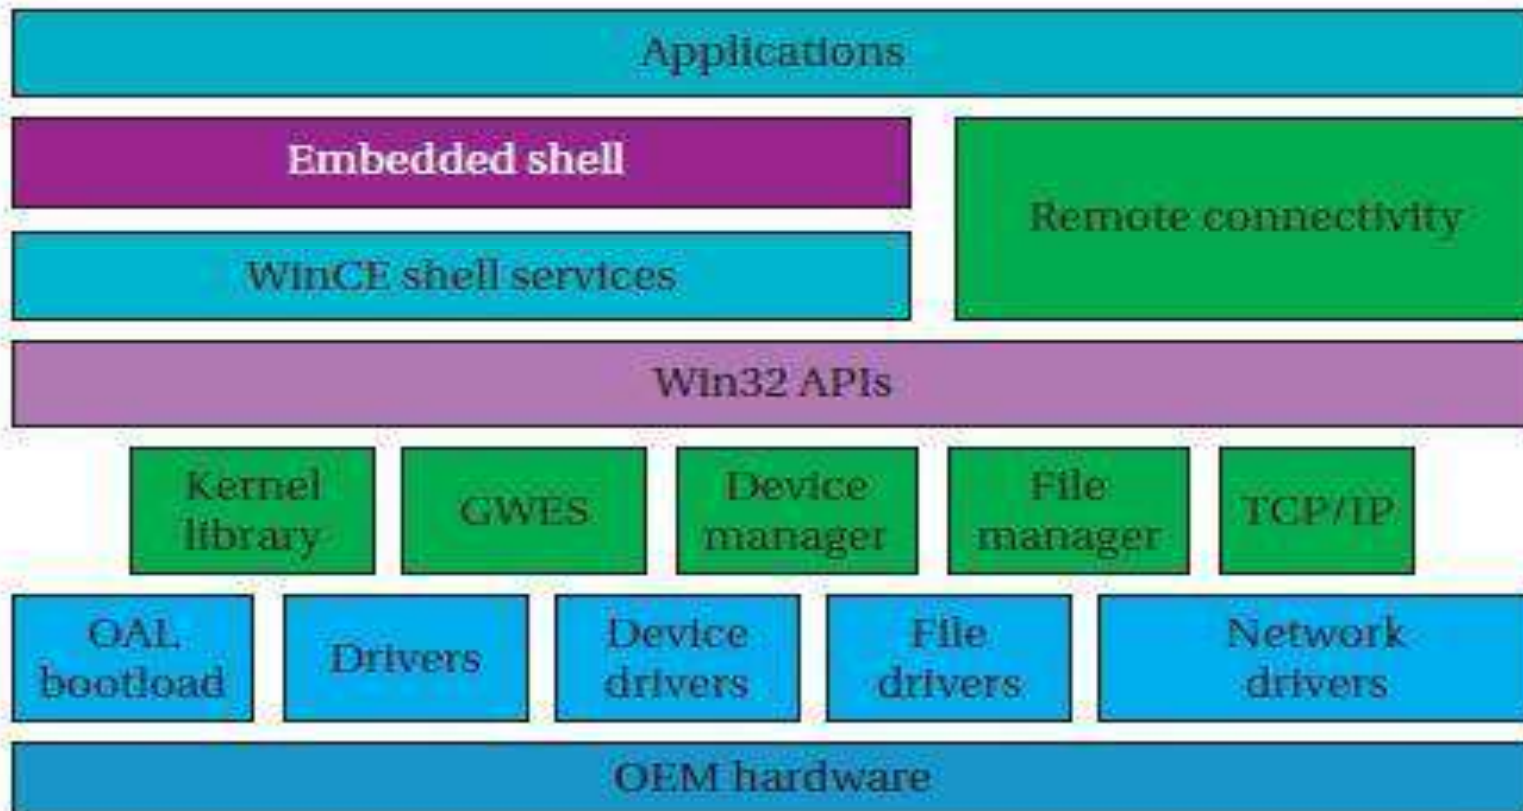 Applications
Embedded shell
Remote connectivity
WinCE shell services
Win32 APIs
Kernel
library
GWES
Device
manager
File
manager
TCP/IP
OAL
bootload
Drivers
Device
drivers
File
drivers
Network
drivers
OEM hardware